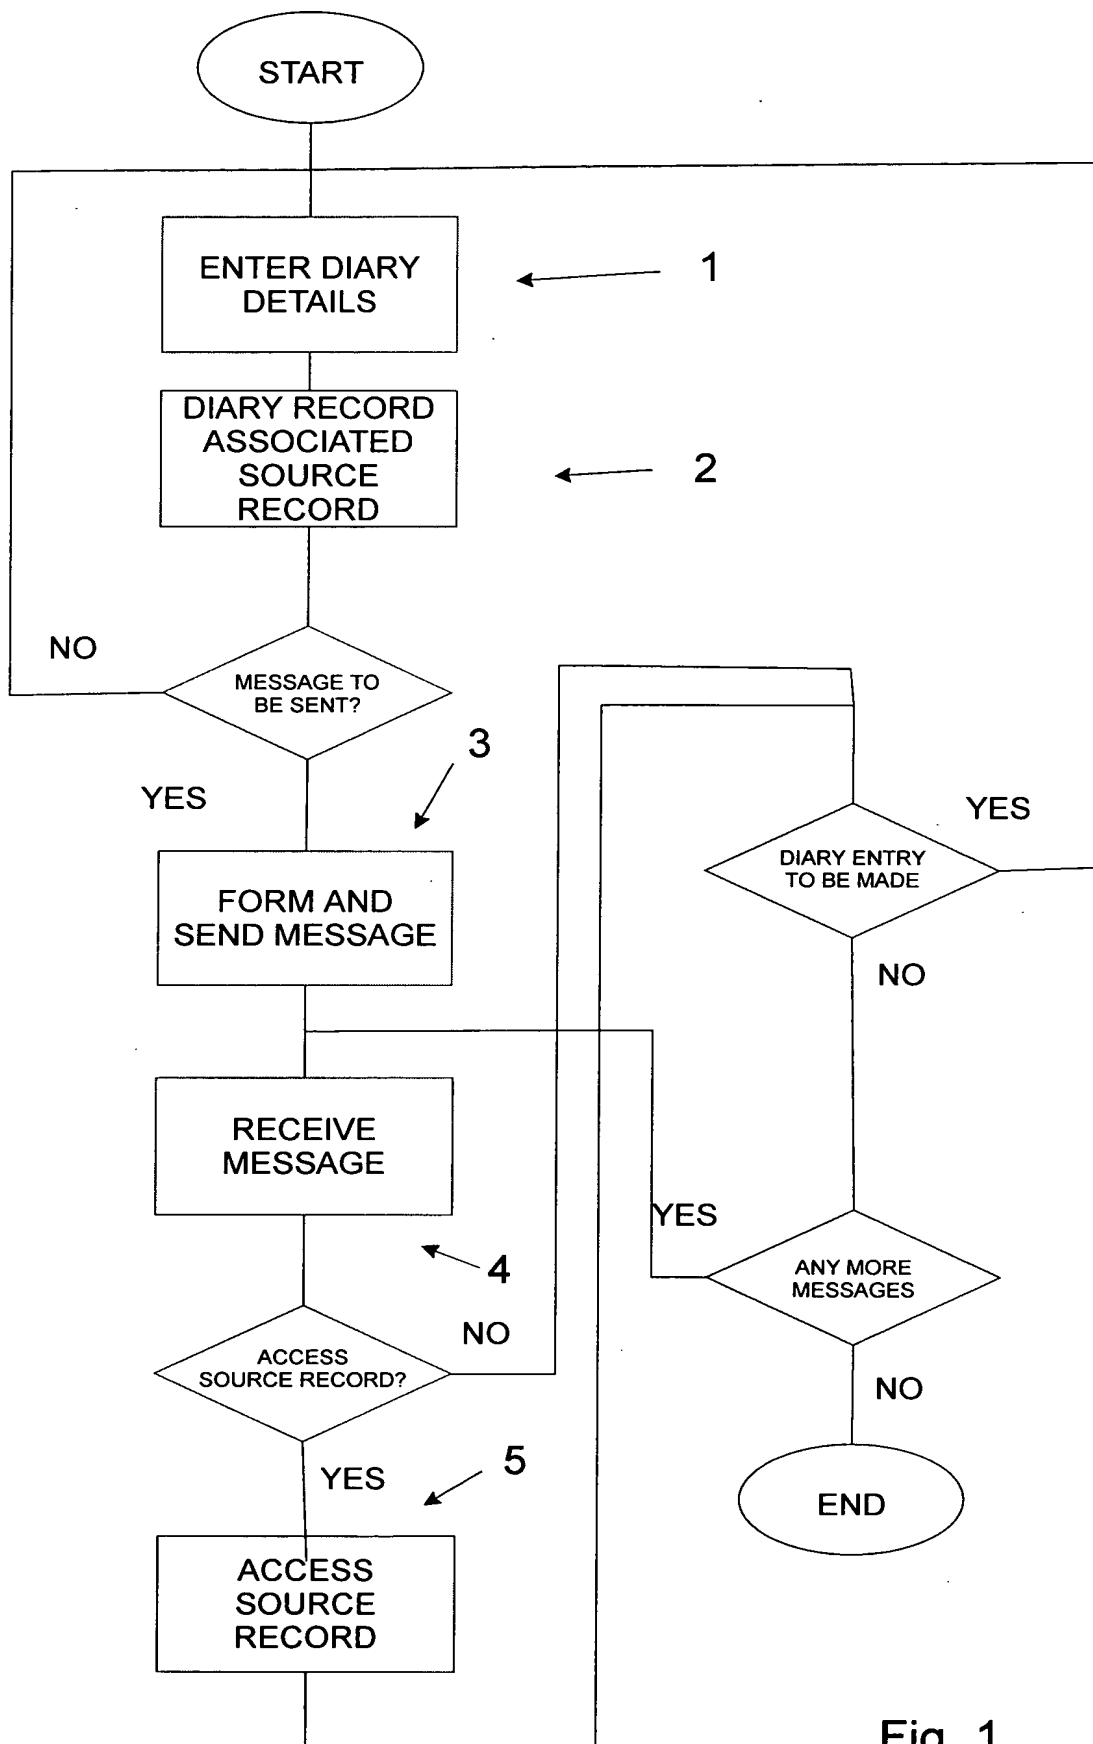 START
ENTER DIARY
DETAILS
1
DIARY RECORD
ASSOCIATED
SOURCE
RECORD
2
NO
MESSAGE TO
BE SENT?
3
YES
FORM AND
SEND MESSAGE
RECEIVE
MESSAGE
4
ACCESS
SOURCE RECORD?
NO
YES
5
ACCESS
SOURCE
RECORD
DIARY ENTRY
TO BE MADE
YES
NO
YES
ANY MORE
MESSAGES
NO
END
Fig. 1